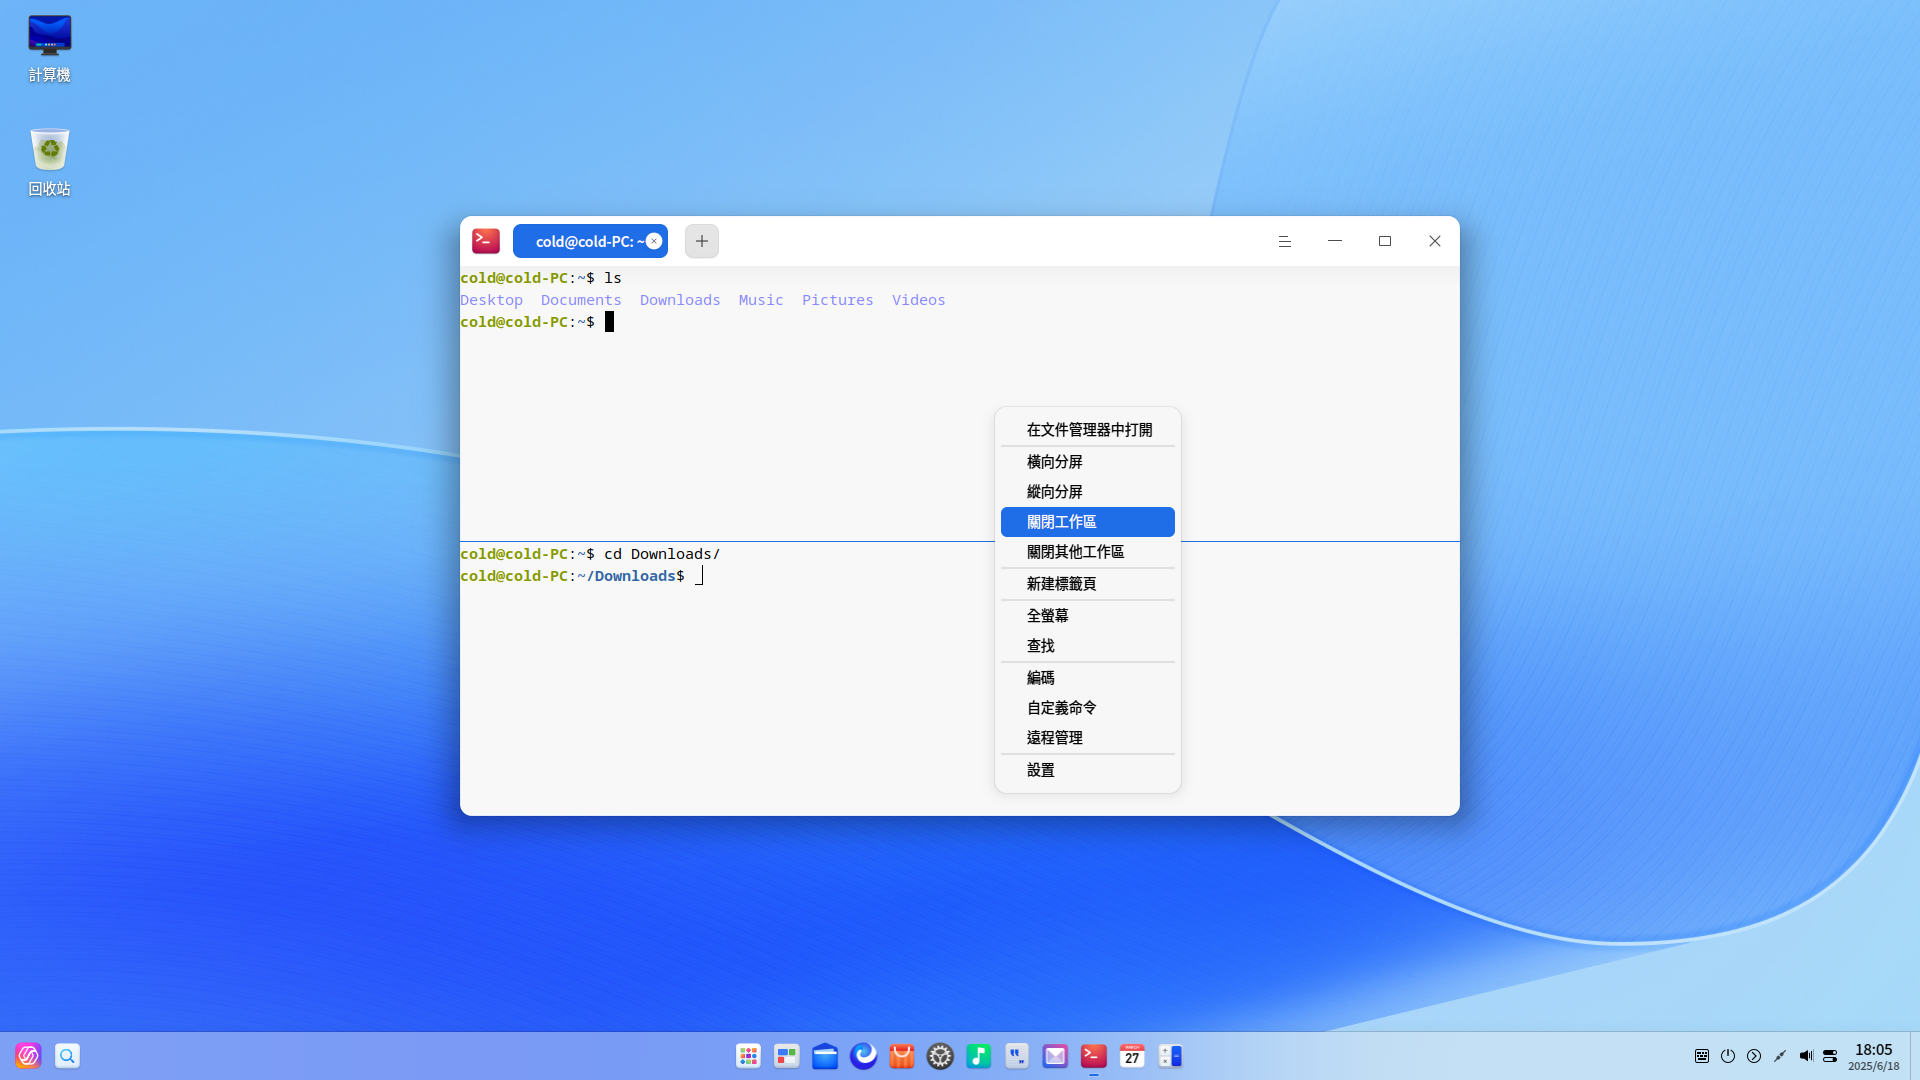 計算機
回收站
cold@cold-PC: ~
cold@cold-PC:~$ ls
Desktop  Documents  Downloads  Music  Pictures  Videos
cold@cold-PC:~$
cold@cold-PC:~$ cd Downloads/
cold@cold-PC:~/Downloads$
在文件管理器中打開
橫向分屏
縱向分屏
關閉工作區
關閉其他工作區
新建標籤頁
全螢幕
查找
編碼
自定義命令
遠程管理
設置
MARCH
27
18:05
2025/6/18